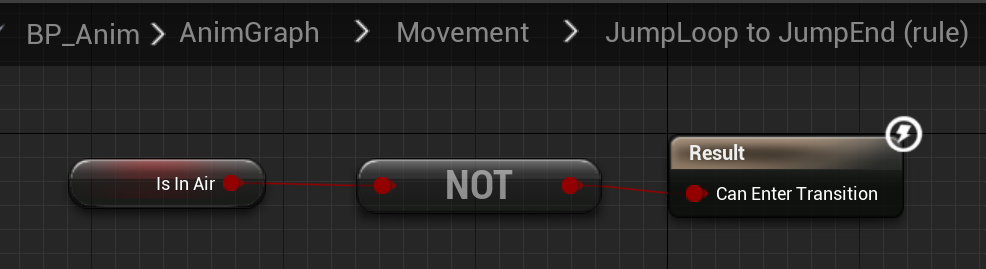 BP_Anim > AnimGraph > Movement > JumpLoop to JumpEnd (rule)
Is In Air
NOT
Result
Can Enter Transition